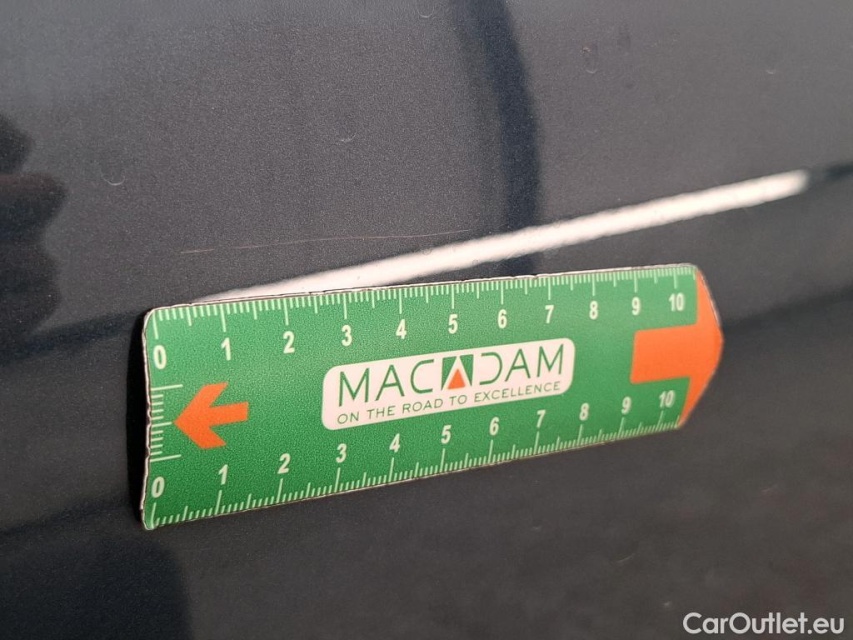 0 1 2 3 4 5 6 7 8 9 10
MACADAM
ON THE ROAD TO EXCELLENCE
0 1 2 3 4 5 6 7 8 9 10
CarOutlet.eu